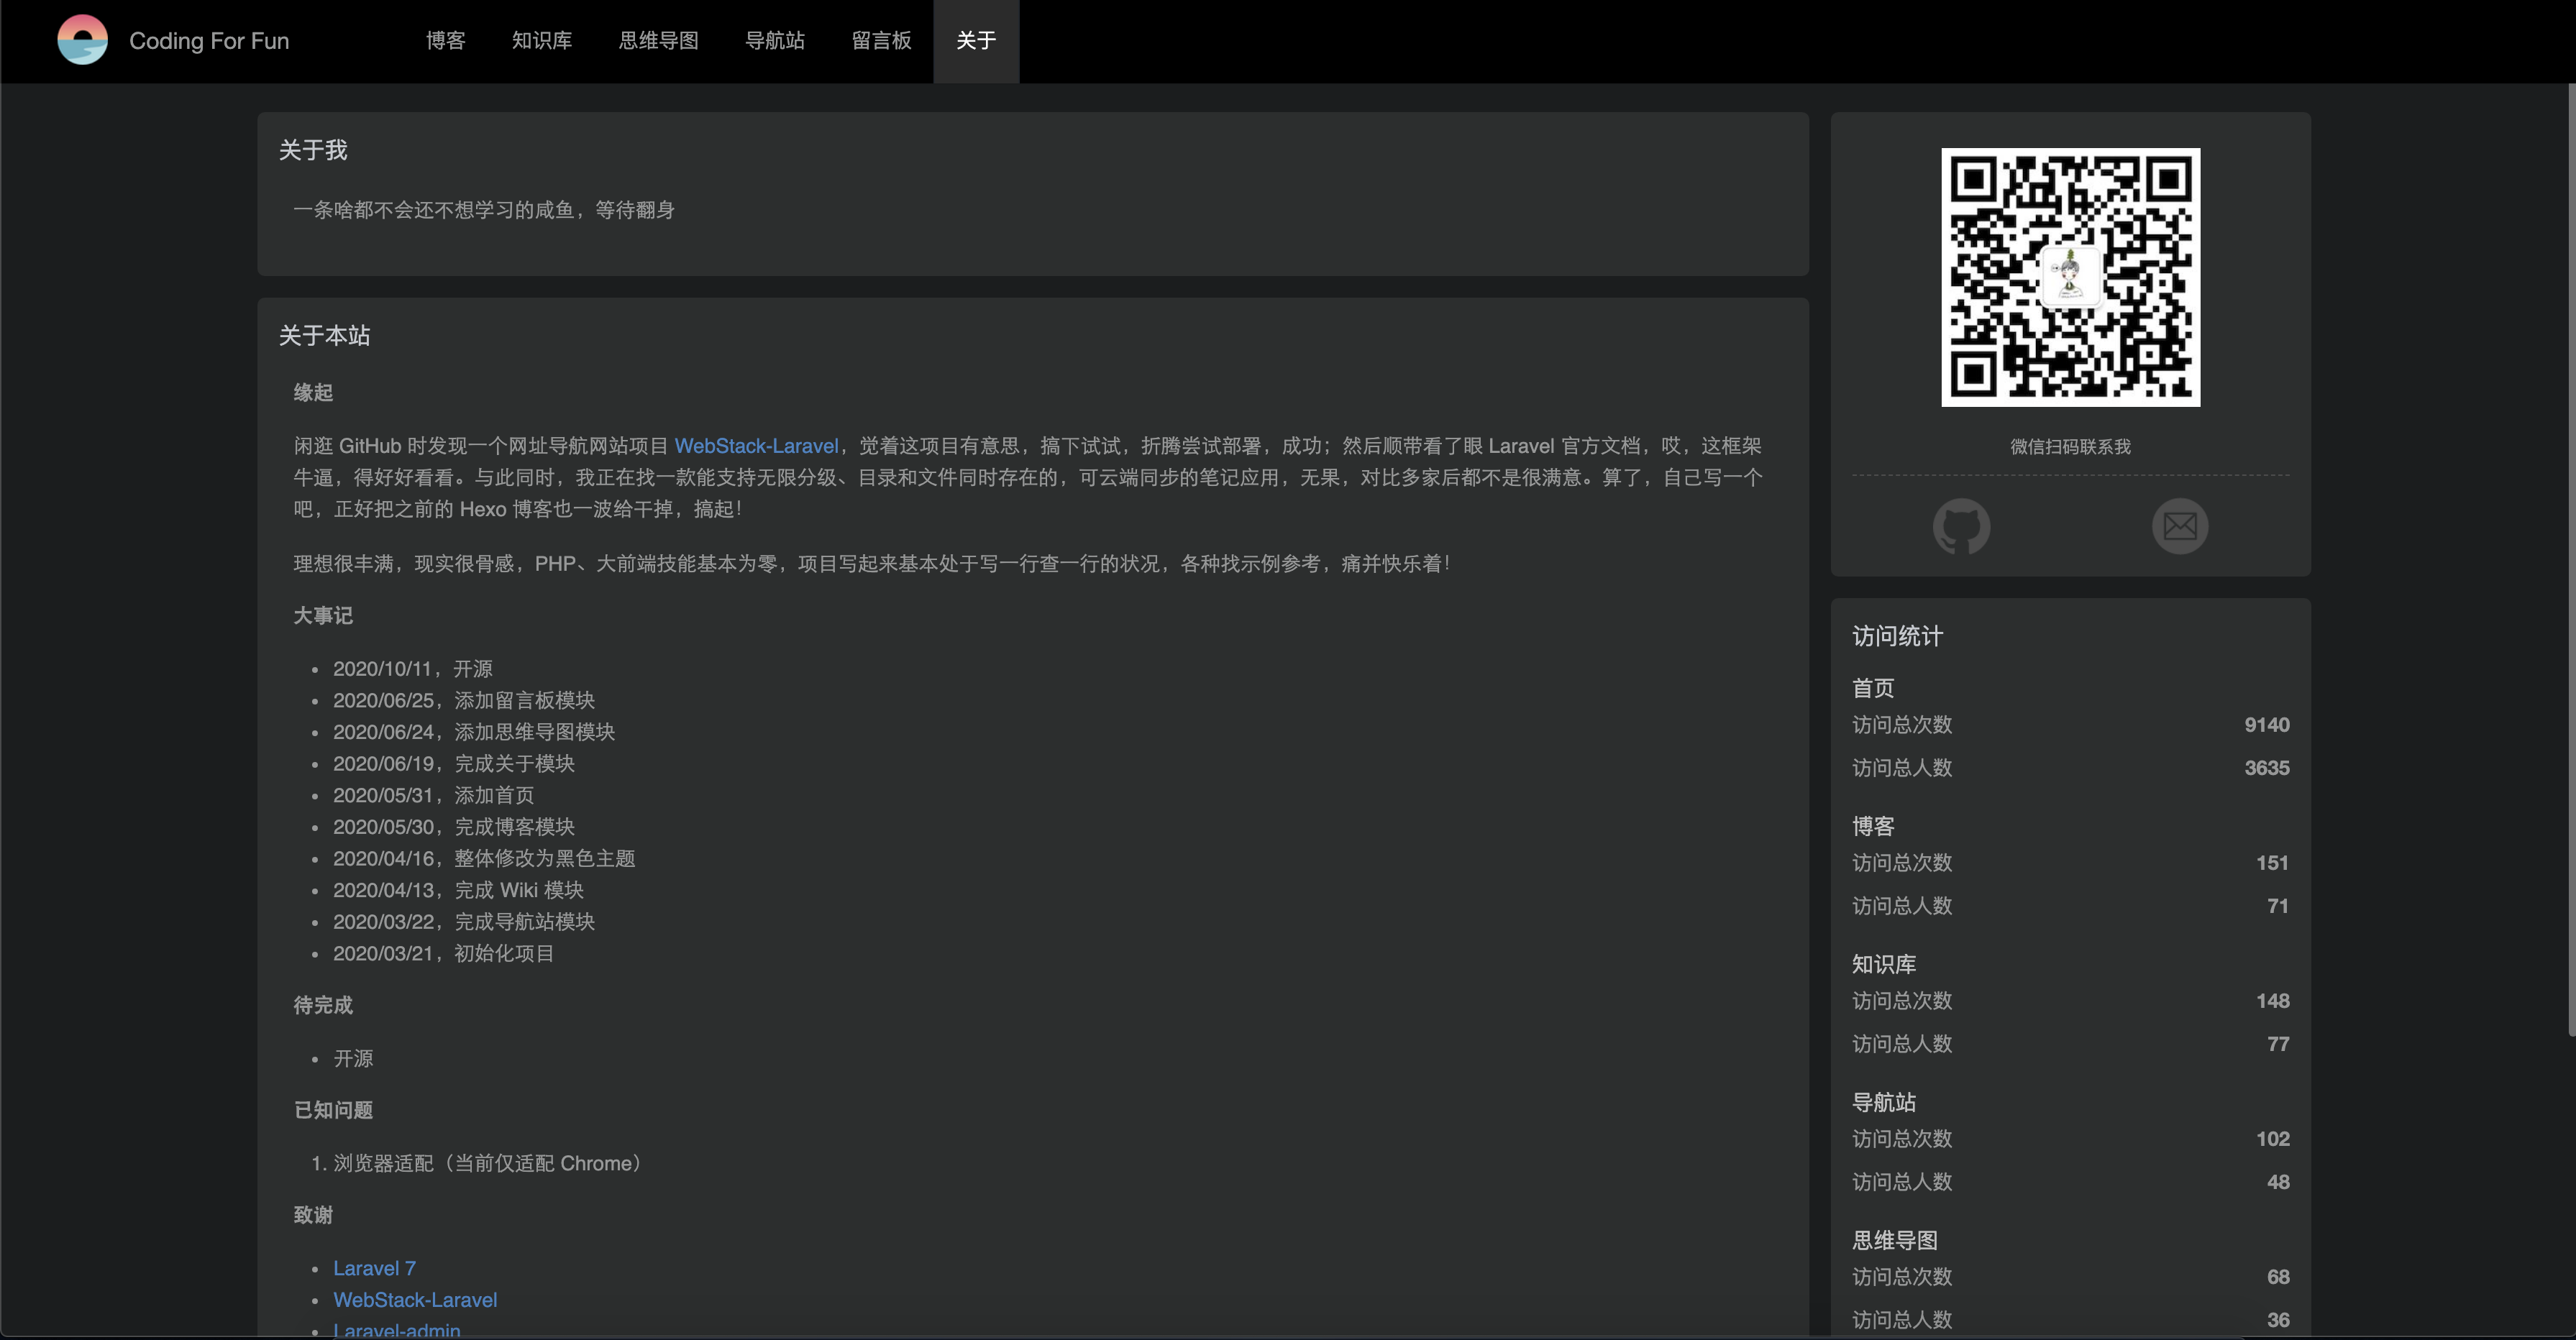 Coding For Fun
博客
知识库
思维导图
导航站
留言板
关于
关于我
一条啥都不会还不想学习的咸鱼，等待翻身
关于本站
缘起
闲逛 GitHub 时发现一个网址导航网站项目 WebStack-Laravel，觉着这项目有意思，搞下试试，折腾尝试部署，成功；然后顺带看了眼 Laravel 官方文档，哎，这框架
牛逼，得好好看看。与此同时，我正在找一款能支持无限分级、目录和文件同时存在的，可云端同步的笔记应用，无果，对比多家后都不是很满意。算了，自己写一个
吧，正好把之前的 Hexo 博客也一波给干掉，搞起！
理想很丰满，现实很骨感，PHP、大前端技能基本为零，项目写起来基本处于写一行查一行的状况，各种找示例参考，痛并快乐着！
大事记
• 2020/10/11，开源
• 2020/06/25，添加留言板模块
• 2020/06/24，添加思维导图模块
• 2020/06/19，完成关于模块
• 2020/05/31，添加首页
• 2020/05/30，完成博客模块
• 2020/04/16，整体修改为黑色主题
• 2020/04/13，完成 Wiki 模块
• 2020/03/22，完成导航站模块
• 2020/03/21，初始化项目
待完成
• 开源
已知问题
1. 浏览器适配（当前仅适配 Chrome）
致谢
• Laravel 7
• WebStack-Laravel
• Laravel-admin
微信扫码联系我
访问统计
首页
访问总次数 9140
访问总人数 3635
博客
访问总次数 151
访问总人数 71
知识库
访问总次数 148
访问总人数 77
导航站
访问总次数 102
访问总人数 48
思维导图
访问总次数 68
访问总人数 36